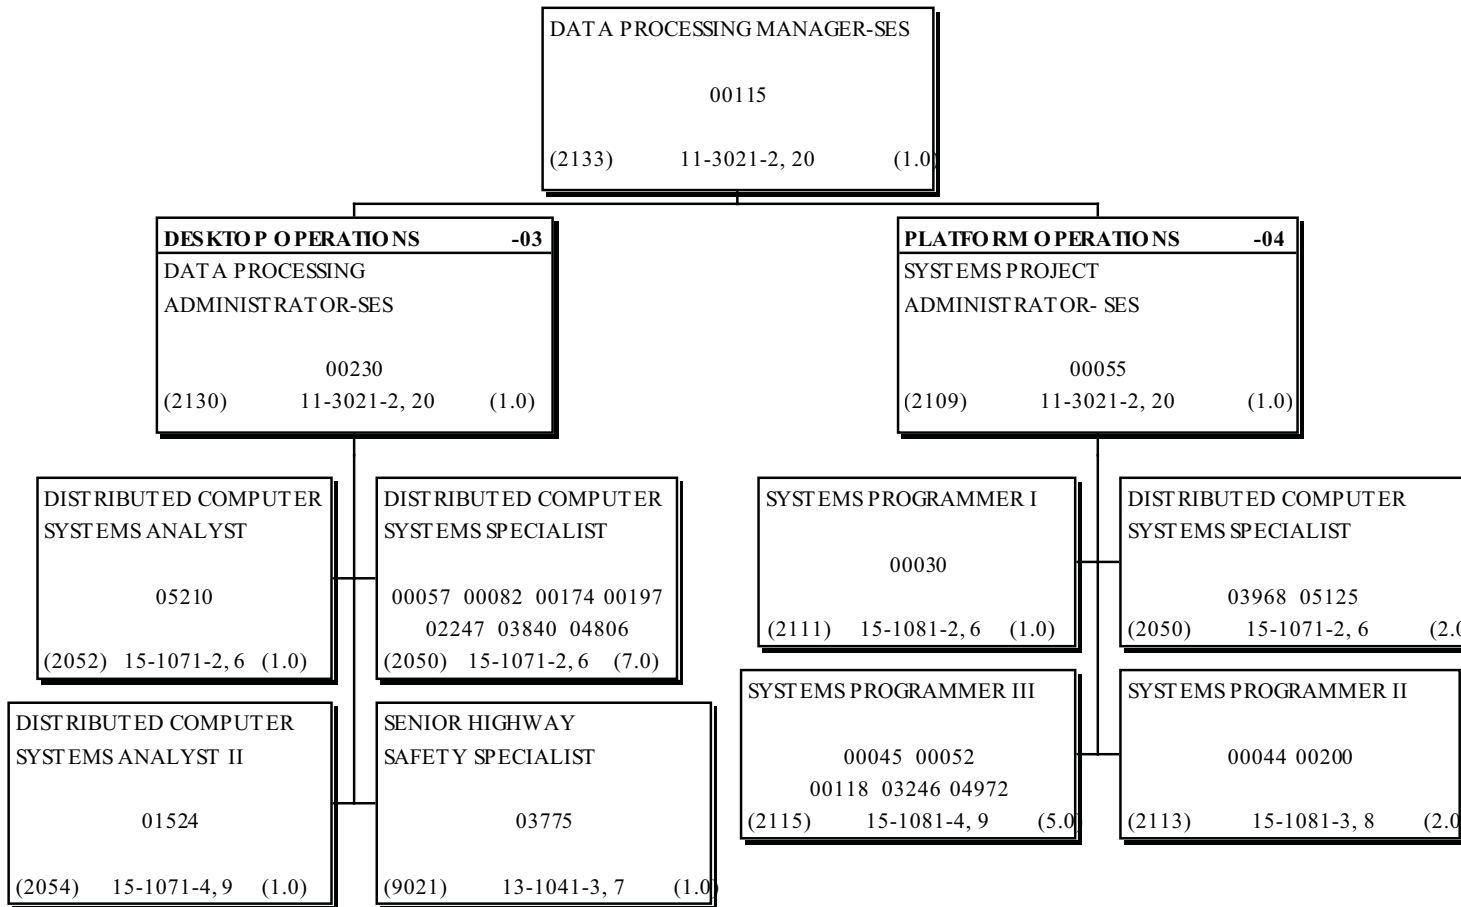 DATA PROCESSING MANAGER-SES
00115
(2133) 11-3021-2, 20 (1.0)
DESKTOP OPERATIONS -03
DATA PROCESSING
ADMINISTRATOR-SES
00230
(2130) 11-3021-2, 20 (1.0)
PLATFORM OPERATIONS -04
SYSTEMS PROJECT
ADMINISTRATOR- SES
00055
(2109) 11-3021-2, 20 (1.0)
DISTRIBUTED COMPUTER
SYSTEMS ANALYST
05210
(2052) 15-1071-2, 6 (1.0)
DISTRIBUTED COMPUTER
SYSTEMS SPECIALIST
00057 00082 00174 00197
02247 03840 04806
(2050) 15-1071-2, 6 (7.0)
SYSTEMS PROGRAMMER I
00030
(2111) 15-1081-2, 6 (1.0)
DISTRIBUTED COMPUTER
SYSTEMS SPECIALIST
03968 05125
(2050) 15-1071-2, 6 (2.0
DISTRIBUTED COMPUTER
SYSTEMS ANALYST II
01524
(2054) 15-1071-4, 9 (1.0)
SENIOR HIGHWAY
SAFETY SPECIALIST
03775
(9021) 13-1041-3, 7 (1.0)
SYSTEMS PROGRAMMER III
00045 00052
00118 03246 04972
(2115) 15-1081-4, 9 (5.0)
SYSTEMS PROGRAMMER II
00044 00200
(2113) 15-1081-3, 8 (2.0